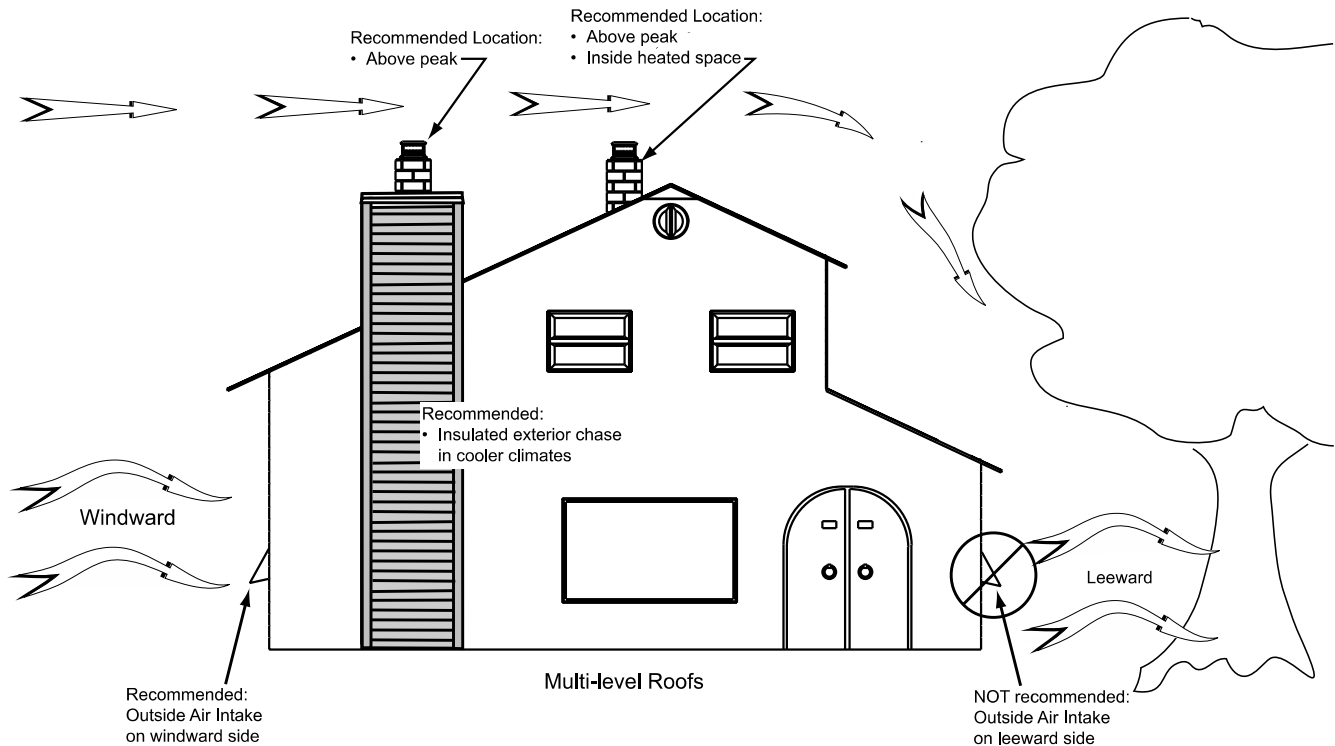 Recommended Location:
• Above peak
Recommended Location:
• Above peak
• Inside heated space
Recommended:
• Insulated exterior chase
in cooler climates
Windward
Leeward
Recommended:
Outside Air Intake
on windward side
Multi-level Roofs
NOT recommended:
Outside Air Intake
on leeward side